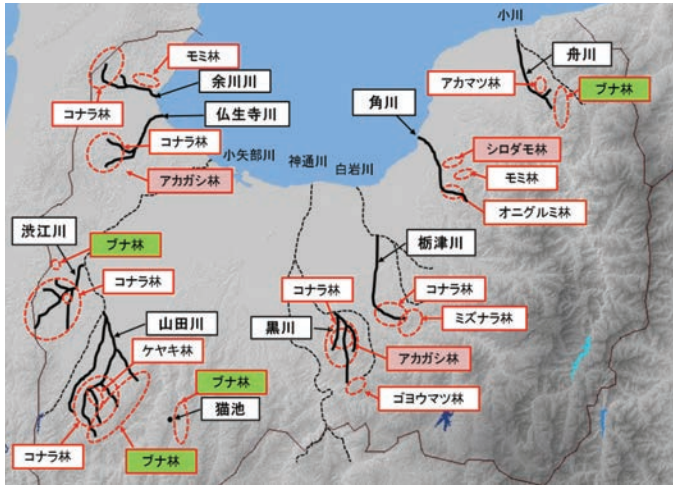 小川
モミ林
舟川
余川川
アカマツ林
ブナ林
コナラ林
仏生寺川
角川
コナラ林
小矢部川
神通川
白岩川
シロダモ林
アカガシ林
モミ林
オニグルミ林
渋江川
ブナ林
栃津川
コナラ林
コナラ林
コナラ林
山田川
黒川
ミズナラ林
ケヤキ林
アカガシ林
ブナ林
ゴヨウマツ林
猫池
コナラ林
ブナ林